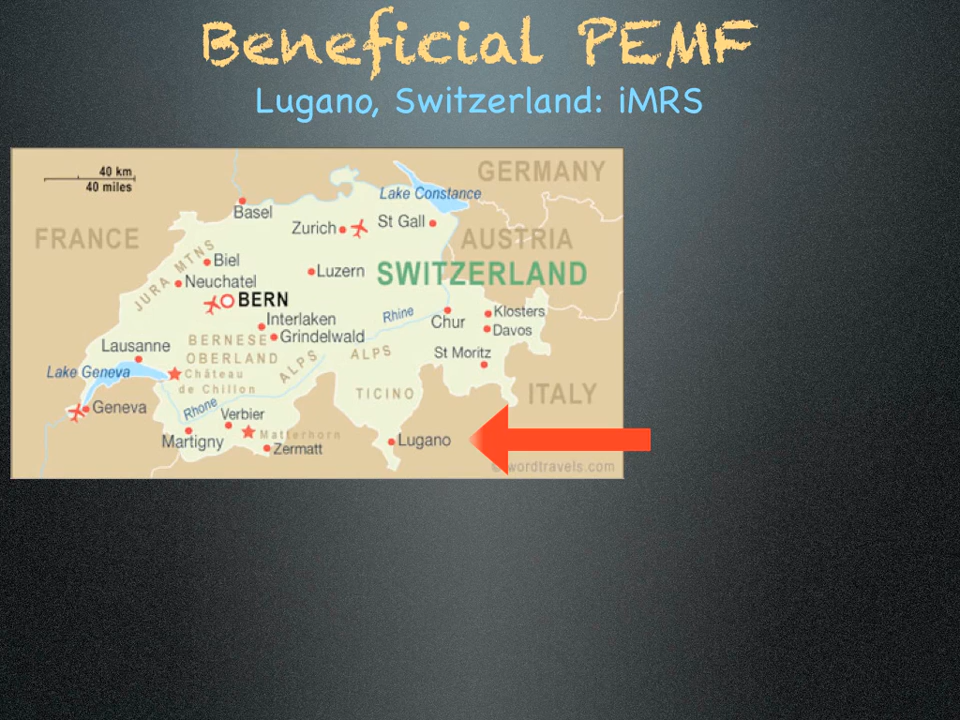 Beneficial PEMF
Lugano, Switzerland: iMRS
40 km
40 miles
GERMANY
Lake Constance
Basel
Zurich
St Gall
FRANCE
AUSTRIA
JURA MTNS
Biel
Luzern
SWITZERLAND
Neuchatel
BERN
Rhine
Klosters
Interlaken
Chur
Davos
BERNESE
OBERLAND
Grindelwald
Lausanne
ALPS
ALPS
St Moritz
Lake Geneva
Château
de Chillon
TICINO
ITALY
Geneva
Rhone
Verbier
Martigny
Matterhorn
Zermatt
Lugano
© wordtravels.com